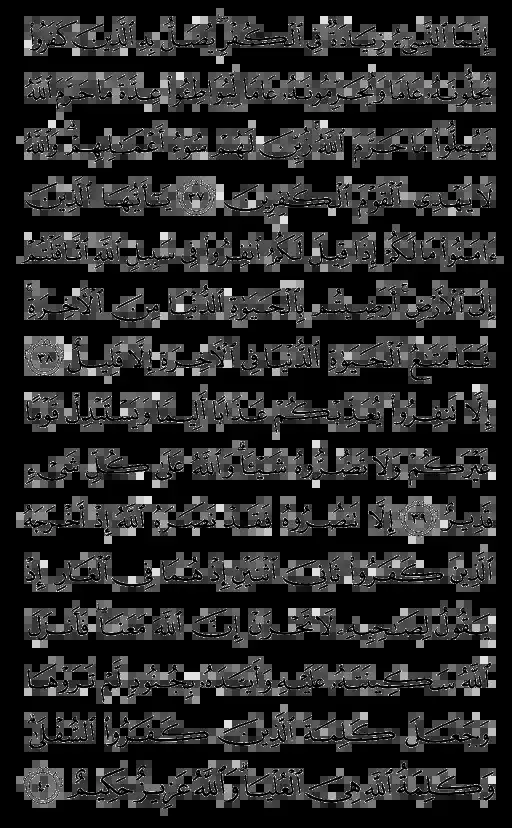 إِنَّمَا ٱلنَّسِىٓءُ زِيَادَةٌ فِى ٱلْكُفْرِ يُضَلُّ بِهِ ٱلَّذِينَ كَفَرُوا۟
يُحِلُّونَهُۥ عَامًا وَيُحَرِّمُونَهُۥ عَامًا لِّيُوَاطِـُٔوا۟ عِدَّةَ مَا حَرَّمَ ٱللَّهُ
فَيُحِلُّوا۟ مَا حَرَّمَ ٱللَّهُ زُيِّنَ لَهُمْ سُوٓءُ أَعْمَٰلِهِمْ وَٱللَّهُ
لَا يَهْدِى ٱلْقَوْمَ ٱلْكَٰفِرِينَ ٣٧ يَٰٓأَيُّهَا ٱلَّذِينَ
ءَامَنُوا۟ مَا لَكُمْ إِذَا قِيلَ لَكُمُ ٱنفِرُوا۟ فِى سَبِيلِ ٱللَّهِ ٱثَّاقَلْتُمْ
إِلَى ٱلْأَرْضِ أَرَضِيتُم بِٱلْحَيَوٰةِ ٱلدُّنْيَا مِنَ ٱلْءَاخِرَةِ
فَمَا مَتَٰعُ ٱلْحَيَوٰةِ ٱلدُّنْيَا فِى ٱلْءَاخِرَةِ إِلَّا قَلِيلٌ ٣٨
إِلَّا تَنفِرُوا۟ يُعَذِّبْكُمْ عَذَابًا أَلِيمًا وَيَسْتَبْدِلْ قَوْمًا
غَيْرَكُمْ وَلَا تَضُرُّوهُ شَيْـًٔا وَٱللَّهُ عَلَىٰ كُلِّ شَىْءٍ
قَدِيرٌ ٣٩ إِلَّا تَنصُرُوهُ فَقَدْ نَصَرَهُ ٱللَّهُ إِذْ أَخْرَجَهُ
ٱلَّذِينَ كَفَرُوا۟ ثَانِىَ ٱثْنَيْنِ إِذْ هُمَا فِى ٱلْغَارِ إِذْ
يَقُولُ لِصَٰحِبِهِۦ لَا تَحْزَنْ إِنَّ ٱللَّهَ مَعَنَا فَأَنزَلَ
ٱللَّهُ سَكِينَتَهُۥ عَلَيْهِ وَأَيَّدَهُۥ بِجُنُودٍ لَّمْ تَرَوْهَا
وَجَعَلَ كَلِمَةَ ٱلَّذِينَ كَفَرُوا۟ ٱلسُّفْلَىٰ
وَكَلِمَةُ ٱللَّهِ هِىَ ٱلْعُلْيَا وَٱللَّهُ عَزِيزٌ حَكِيمٌ ٤٠